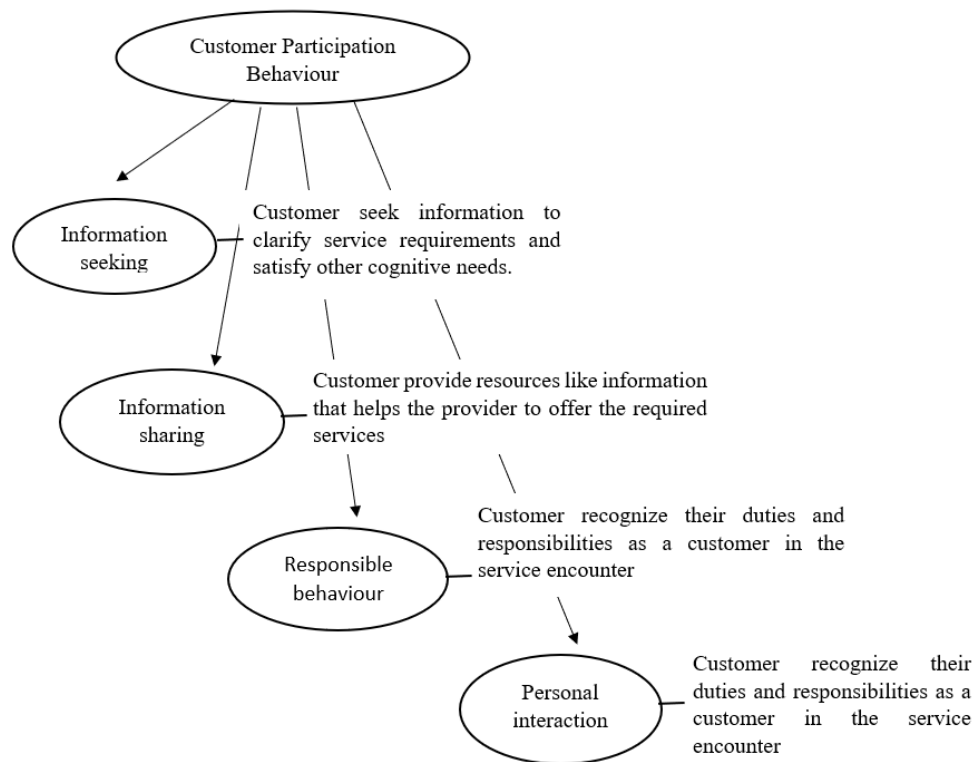 Customer Participation
Behaviour
Information
seeking
Customer seek information to
clarify service requirements and
satisfy other cognitive needs.
Information
sharing
Customer provide resources like information
that helps the provider to offer the required
services
Responsible
behaviour
Customer recognize their duties and
responsibilities as a customer in the
service encounter
Personal
interaction
Customer recognize their
duties and responsibilities as a
customer in the service
encounter